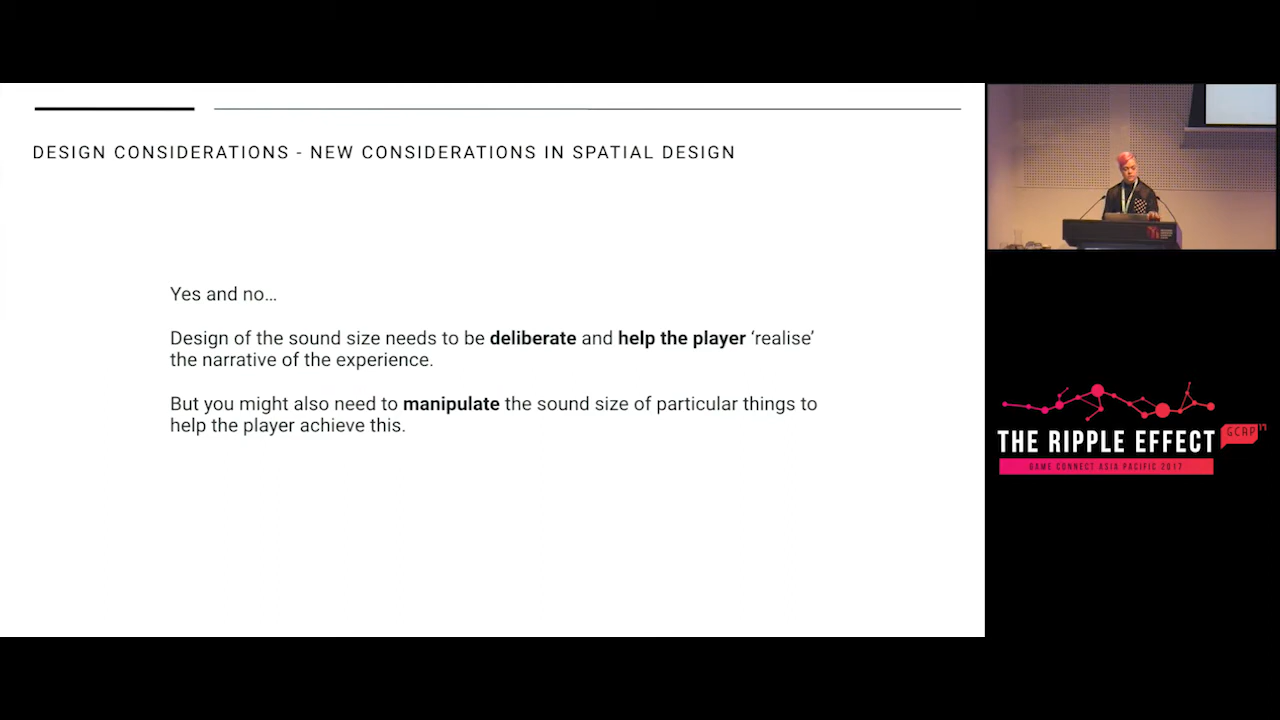 DESIGN CONSIDERATIONS - NEW CONSIDERATIONS IN SPATIAL DESIGN
Yes and no…
Design of the sound size needs to be deliberate and help the player ‘realise’
the narrative of the experience.
But you might also need to manipulate the sound size of particular things to
help the player achieve this.
THE RIPPLE EFFECT
GCAP
GAME CONNECT ASIA PACIFIC 2017